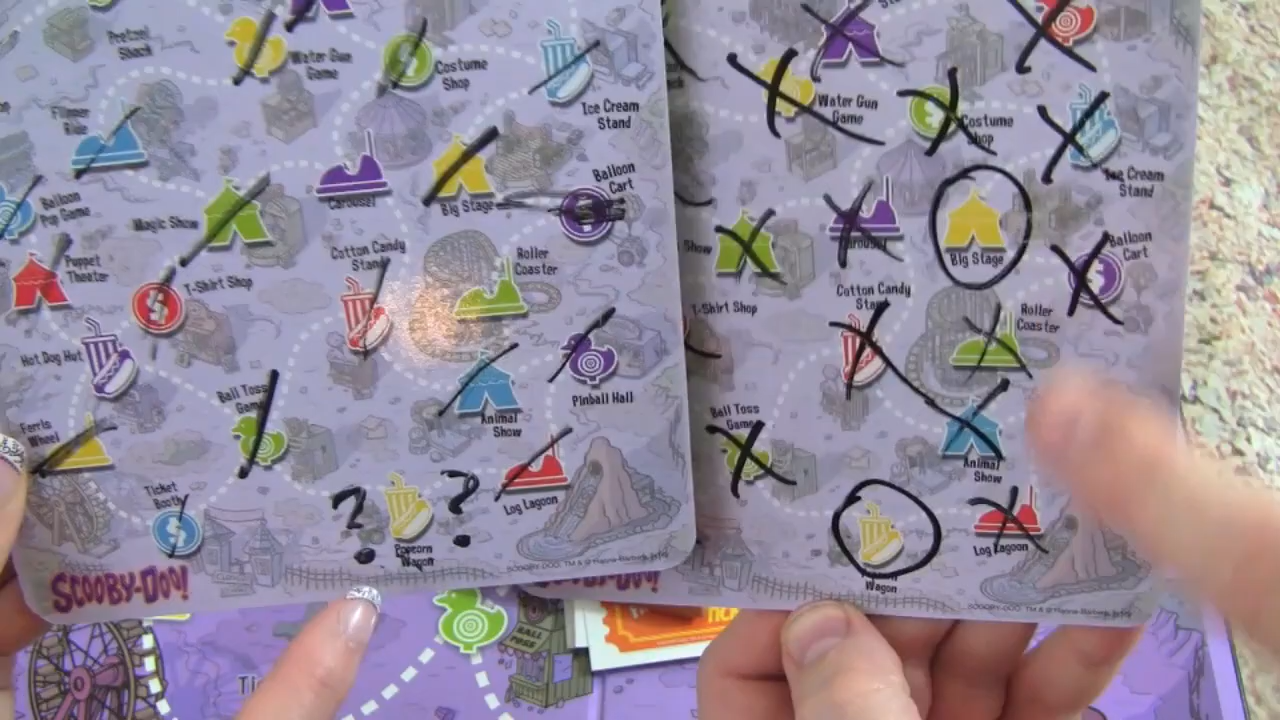 Pretzel
Shack
Water Gun
Game
Costume
Shop
Ice Cream
Stand
Flume
Ride
Balloon
Pop Game
Magic Show
Carousel
Big Stage
Balloon
Cart
Puppet
Theater
T-Shirt Shop
Cotton Candy
Stand
Roller
Coaster
Hot Dog Hut
Ball Toss
Game
Animal
Show
Pinball Hall
Ferris
Wheel
Ticket
Booth
? ?
Popcorn
Wagon
Log Lagoon
SCOOBY-DOO!
Water Gun
Game
Costume
Shop
Ice Cream
Stand
Show
Carousel
Big Stage
Balloon
Cart
T-Shirt Shop
Cotton Candy
Stand
Roller
Coaster
Ball Toss
Game
Animal
Show
Wagon
Log Lagoon
BALL
TOSS
Ti